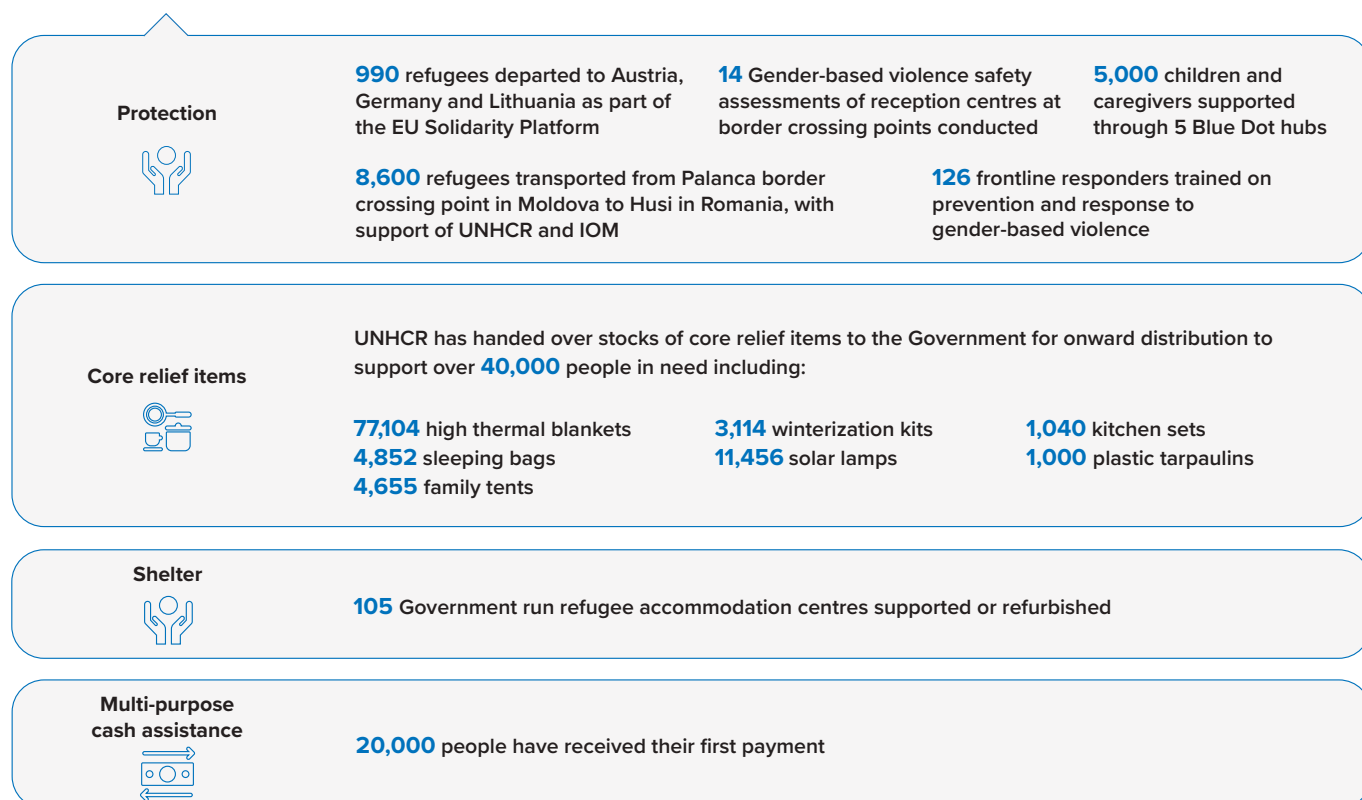 Protection
990 refugees departed to Austria,
Germany and Lithuania as part of
the EU Solidarity Platform
14 Gender-based violence safety
assessments of reception centres at
border crossing points conducted
5,000 children and
caregivers supported
through 5 Blue Dot hubs
8,600 refugees transported from Palanca border
crossing point in Moldova to Husi in Romania, with
support of UNHCR and IOM
126 frontline responders trained on
prevention and response to
gender-based violence
Core relief items
UNHCR has handed over stocks of core relief items to the Government for onward distribution to
support over 40,000 people in need including:
77,104 high thermal blankets
4,852 sleeping bags
4,655 family tents
3,114 winterization kits
11,456 solar lamps
1,040 kitchen sets
1,000 plastic tarpaulins
Shelter
105 Government run refugee accommodation centres supported or refurbished
Multi-purpose
cash assistance
20,000 people have received their first payment